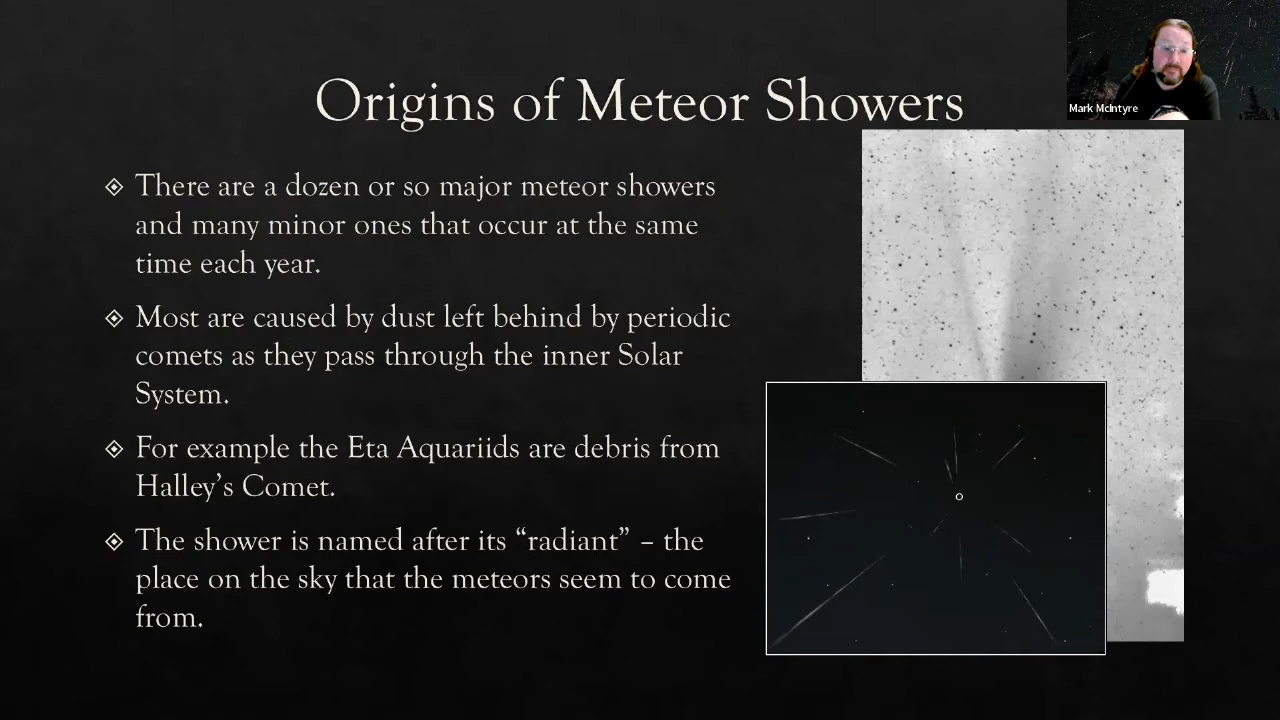 Origins of Meteor Showers
Mark McIntyre
There are a dozen or so major meteor showers
and many minor ones that occur at the same
time each year.
Most are caused by dust left behind by periodic
comets as they pass through the inner Solar
System.
For example the Eta Aquariids are debris from
Halley’s Comet.
The shower is named after its “radiant” – the
place on the sky that the meteors seem to come
from.